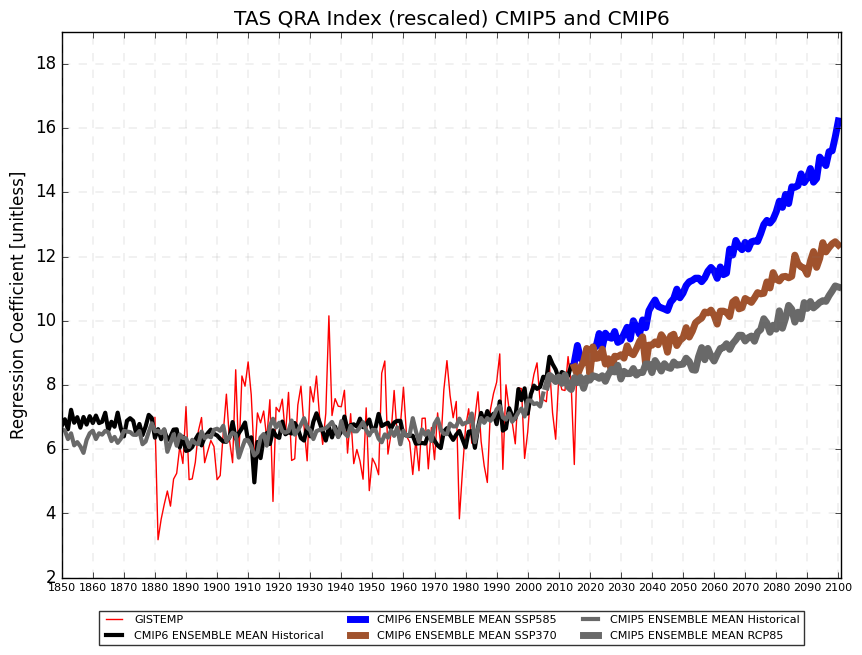 TAS QRA Index (rescaled) CMIP5 and CMIP6
Regression Coefficient [unitless]
18
16
14
12
10
8
6
4
2
1850 1860 1870 1880 1890 1900 1910 1920 1930 1940 1950 1960 1970 1980 1990 2000 2010 2020 2030 2040 2050 2060 2070 2080 2090 2100
GISTEMP
CMIP6 ENSEMBLE MEAN Historical
CMIP6 ENSEMBLE MEAN SSP585
CMIP6 ENSEMBLE MEAN SSP370
CMIP5 ENSEMBLE MEAN Historical
CMIP5 ENSEMBLE MEAN RCP85